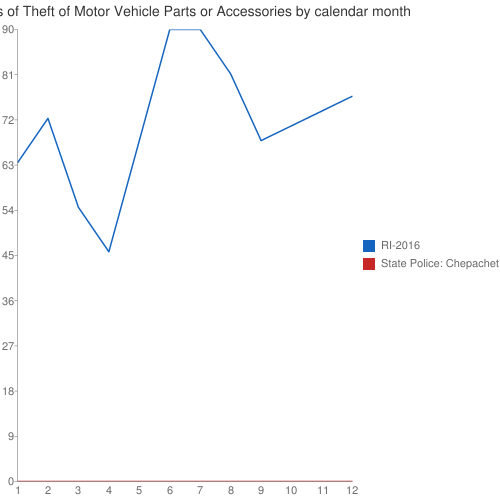 s of Theft of Motor Vehicle Parts or Accessories by calendar month
90
81
72
63
54
45
36
27
18
9
0
1 2 3 4 5 6 7 8 9 10 11 12
RI-2016
State Police: Chepachet